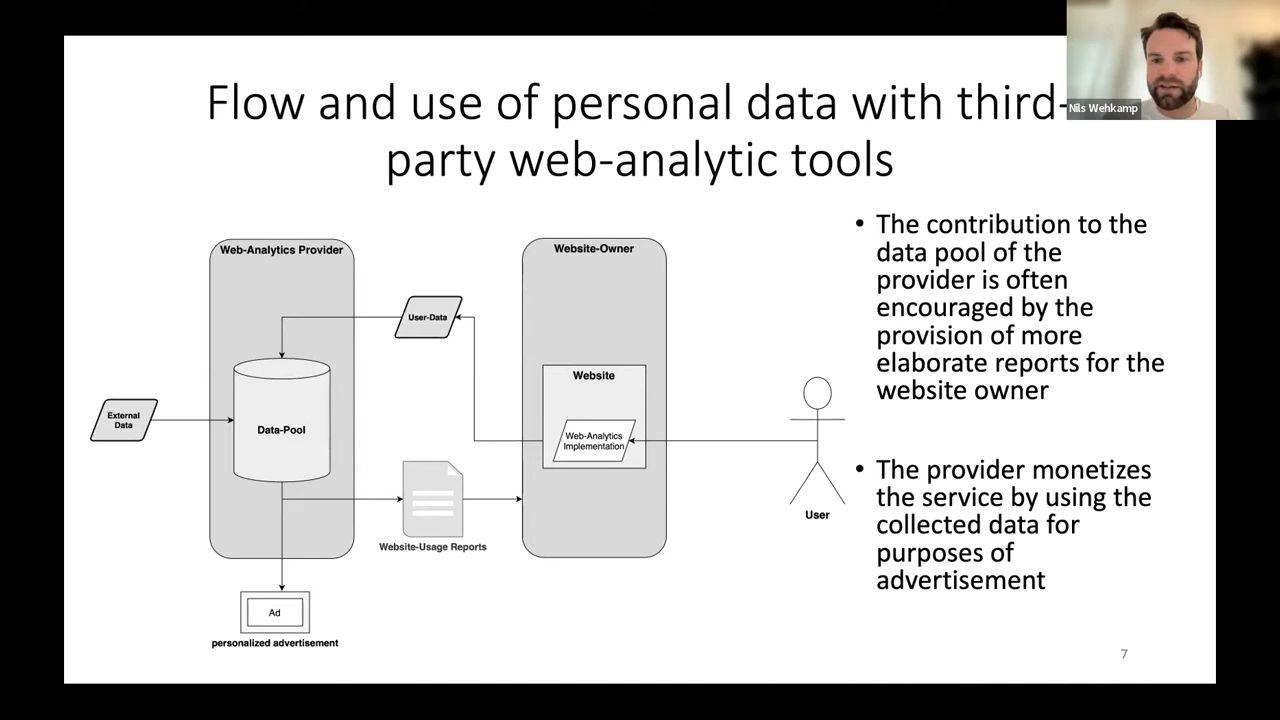 Flow and use of personal data with third-
party web-analytic tools
Nils Wehkamp
Web-Analytics Provider
Website-Owner
User-Data
Website
Web-Analytics
Implementation
External
Data
Data-Pool
Website-Usage Reports
User
Ad
personalized advertisement
• The contribution to the
data pool of the
provider is often
encouraged by the
provision of more
elaborate reports for the
website owner
• The provider monetizes
the service by using the
collected data for
purposes of
advertisement
7